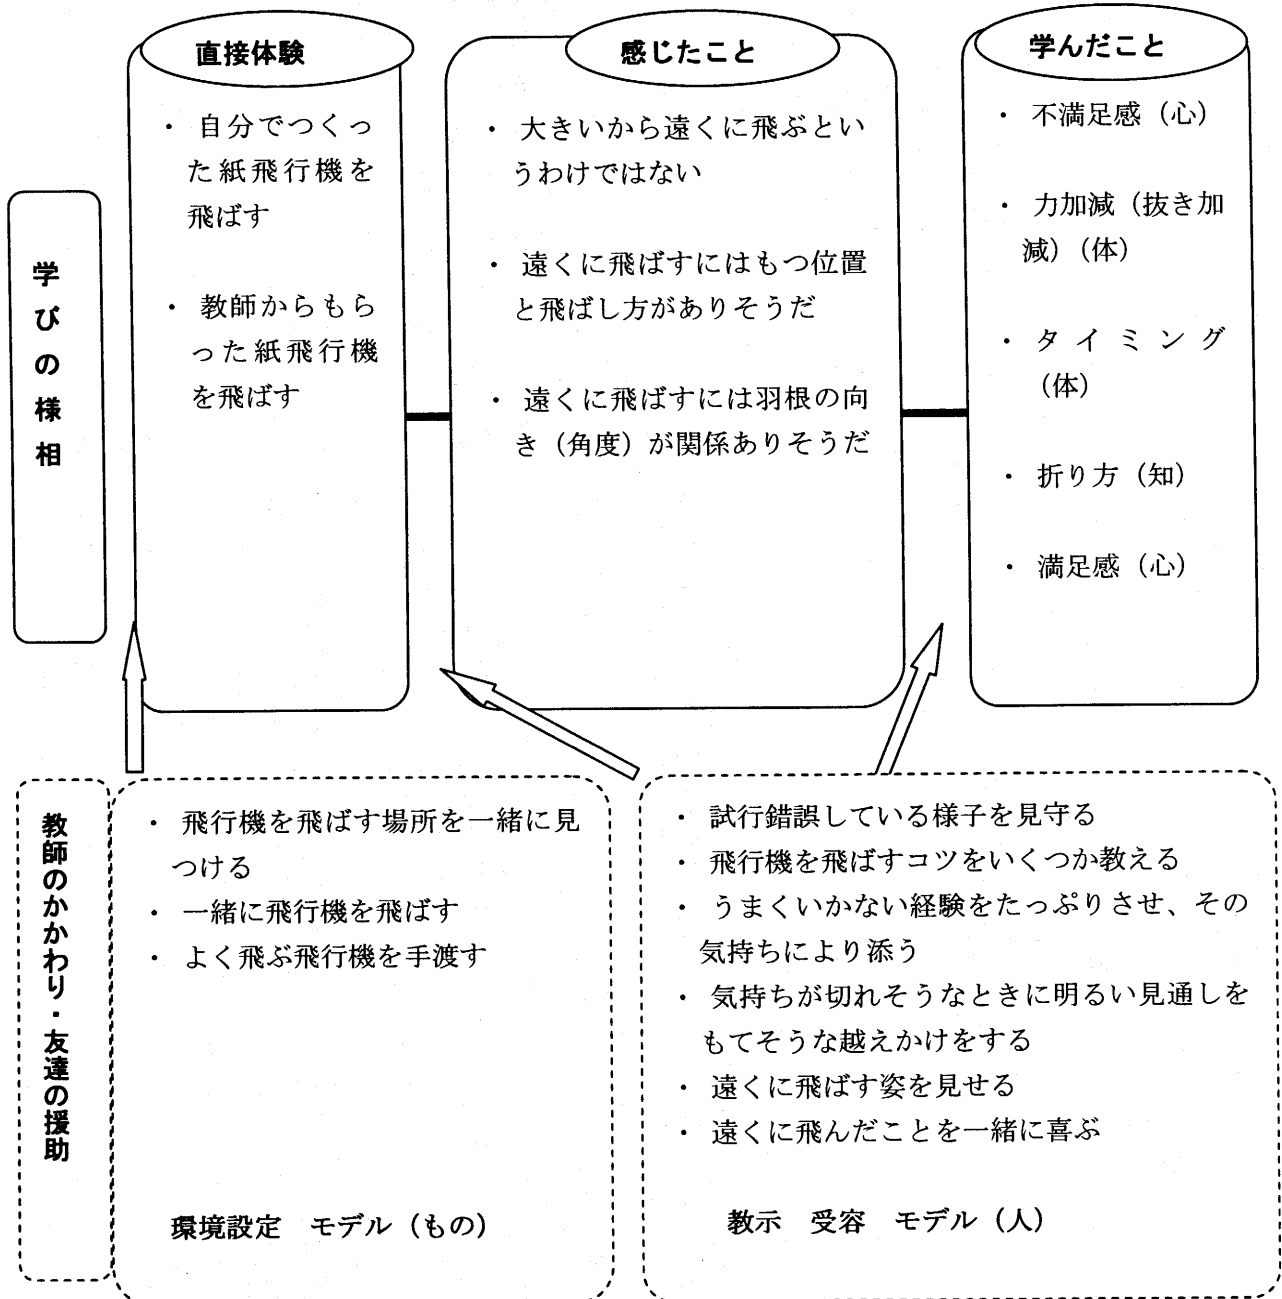 直接体験
・ 自分でつくっ
た紙飛行機を
飛ばす
・ 教師からもら
った紙飛行機
を飛ばす
感じたこと
・ 大きいから遠くに飛ぶとい
うわけではない
・ 遠くに飛ばすにはもつ位置
と飛ばし方がありそうだ
・ 遠くに飛ばすには羽根の向
き（角度）が関係ありそうだ
学んだこと
・ 不満足感（心）
・ 力加減（抜き加
減）（体）
・ タイミング
（体）
・ 折り方（知）
・ 満足感（心）
学びの様相
教師のかかわり・友達の援助
・ 飛行機を飛ばす場所を一緒に見
つける
・ 一緒に飛行機を飛ばす
・ よく飛ぶ飛行機を手渡す
環境設定　モデル（もの）
・ 試行錯誤している様子を見守る
・ 飛行機を飛ばすコツをいくつか教える
・ うまくいかない経験をたっぷりさせ、その
気持ちにより添う
・ 気持ちが切れそうなときに明るい見通しを
もてそうな越えかけをする
・ 遠くに飛ばす姿を見せる
・ 遠くに飛んだことを一緒に喜ぶ
教示　受容　モデル（人）